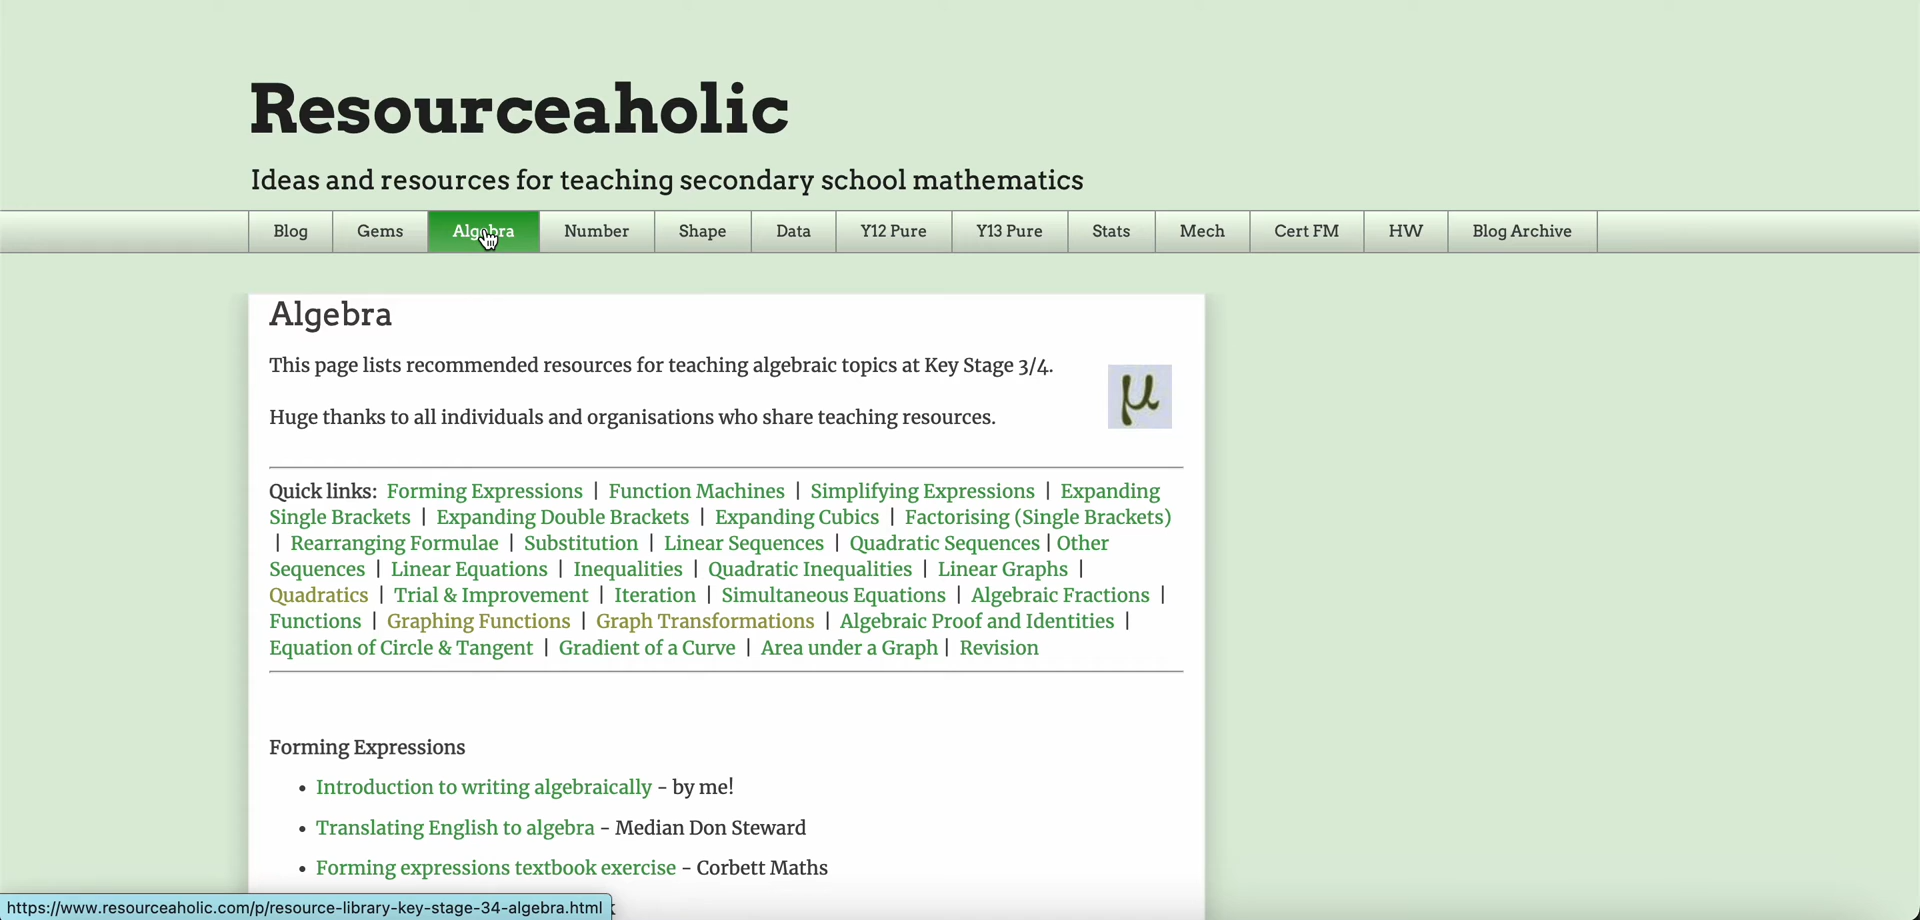 Resourceaholic
Ideas and resources for teaching secondary school mathematics
Blog Gems Algebra Number Shape Data Y12 Pure Y13 Pure Stats Mech Cert FM HW Blog Archive
Algebra
This page lists recommended resources for teaching algebraic topics at Key Stage 3/4.
Huge thanks to all individuals and organisations who share teaching resources.
μ
Quick links: Forming Expressions | Function Machines | Simplifying Expressions | Expanding
Single Brackets | Expanding Double Brackets | Expanding Cubics | Factorising (Single Brackets)
| Rearranging Formulae | Substitution | Linear Sequences | Quadratic Sequences | Other
Sequences | Linear Equations | Inequalities | Quadratic Inequalities | Linear Graphs |
Quadratics | Trial & Improvement | Iteration | Simultaneous Equations | Algebraic Fractions |
Functions | Graphing Functions | Graph Transformations | Algebraic Proof and Identities |
Equation of Circle & Tangent | Gradient of a Curve | Area under a Graph | Revision
Forming Expressions
• Introduction to writing algebraically - by me!
• Translating English to algebra - Median Don Steward
• Forming expressions textbook exercise - Corbett Maths
https://www.resourceaholic.com/p/resource-library-key-stage-34-algebra.html